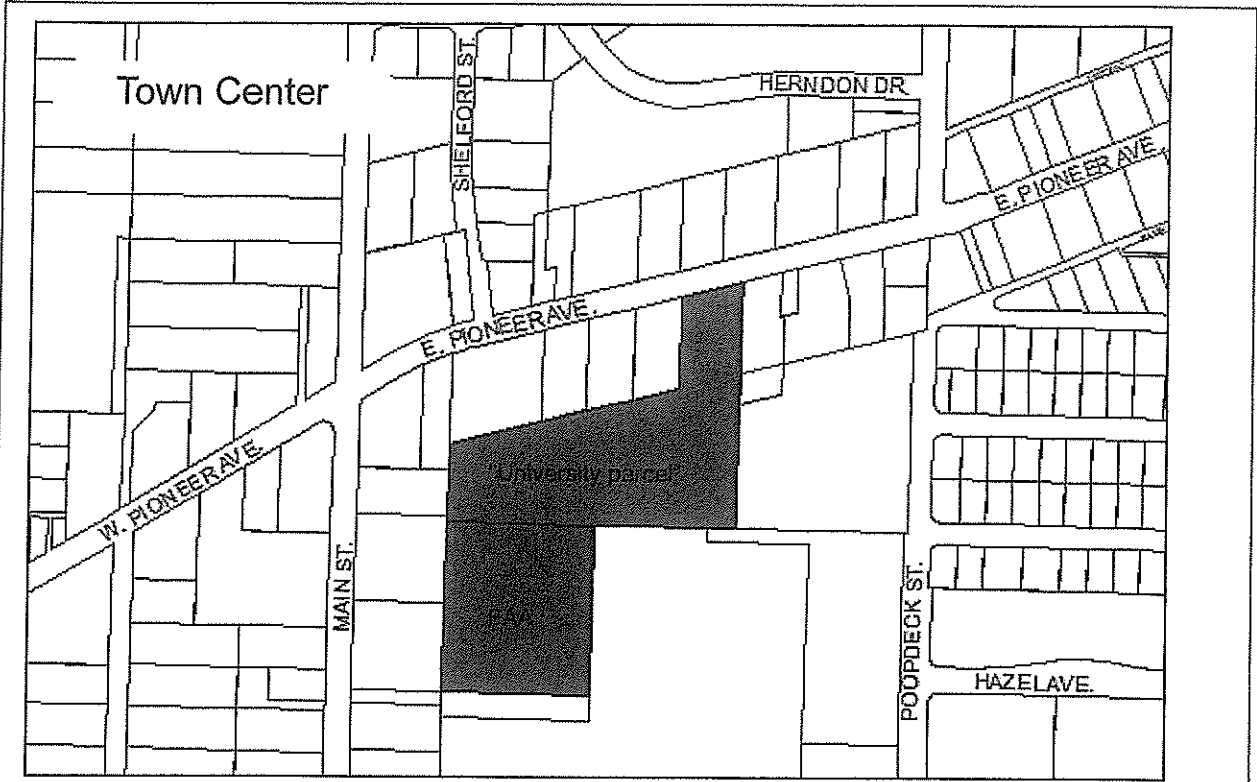 Town Center
SHELFORD ST.
HERNDON DR.
E. PIONEER AVE.
E. PIONEER AVE.
"University parcel"
W. PIONEER AVE.
MAIN ST.
FAA
POOPDECK ST.
HAZEL AVE.